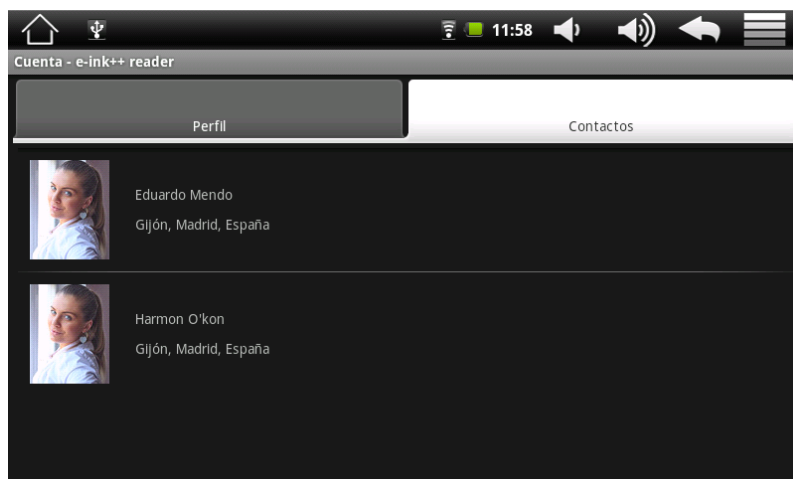 11:58
Cuenta - e-ink++ reader
Perfil
Contactos
Eduardo Mendo
Gijón, Madrid, España
Harmon O'kon
Gijón, Madrid, España